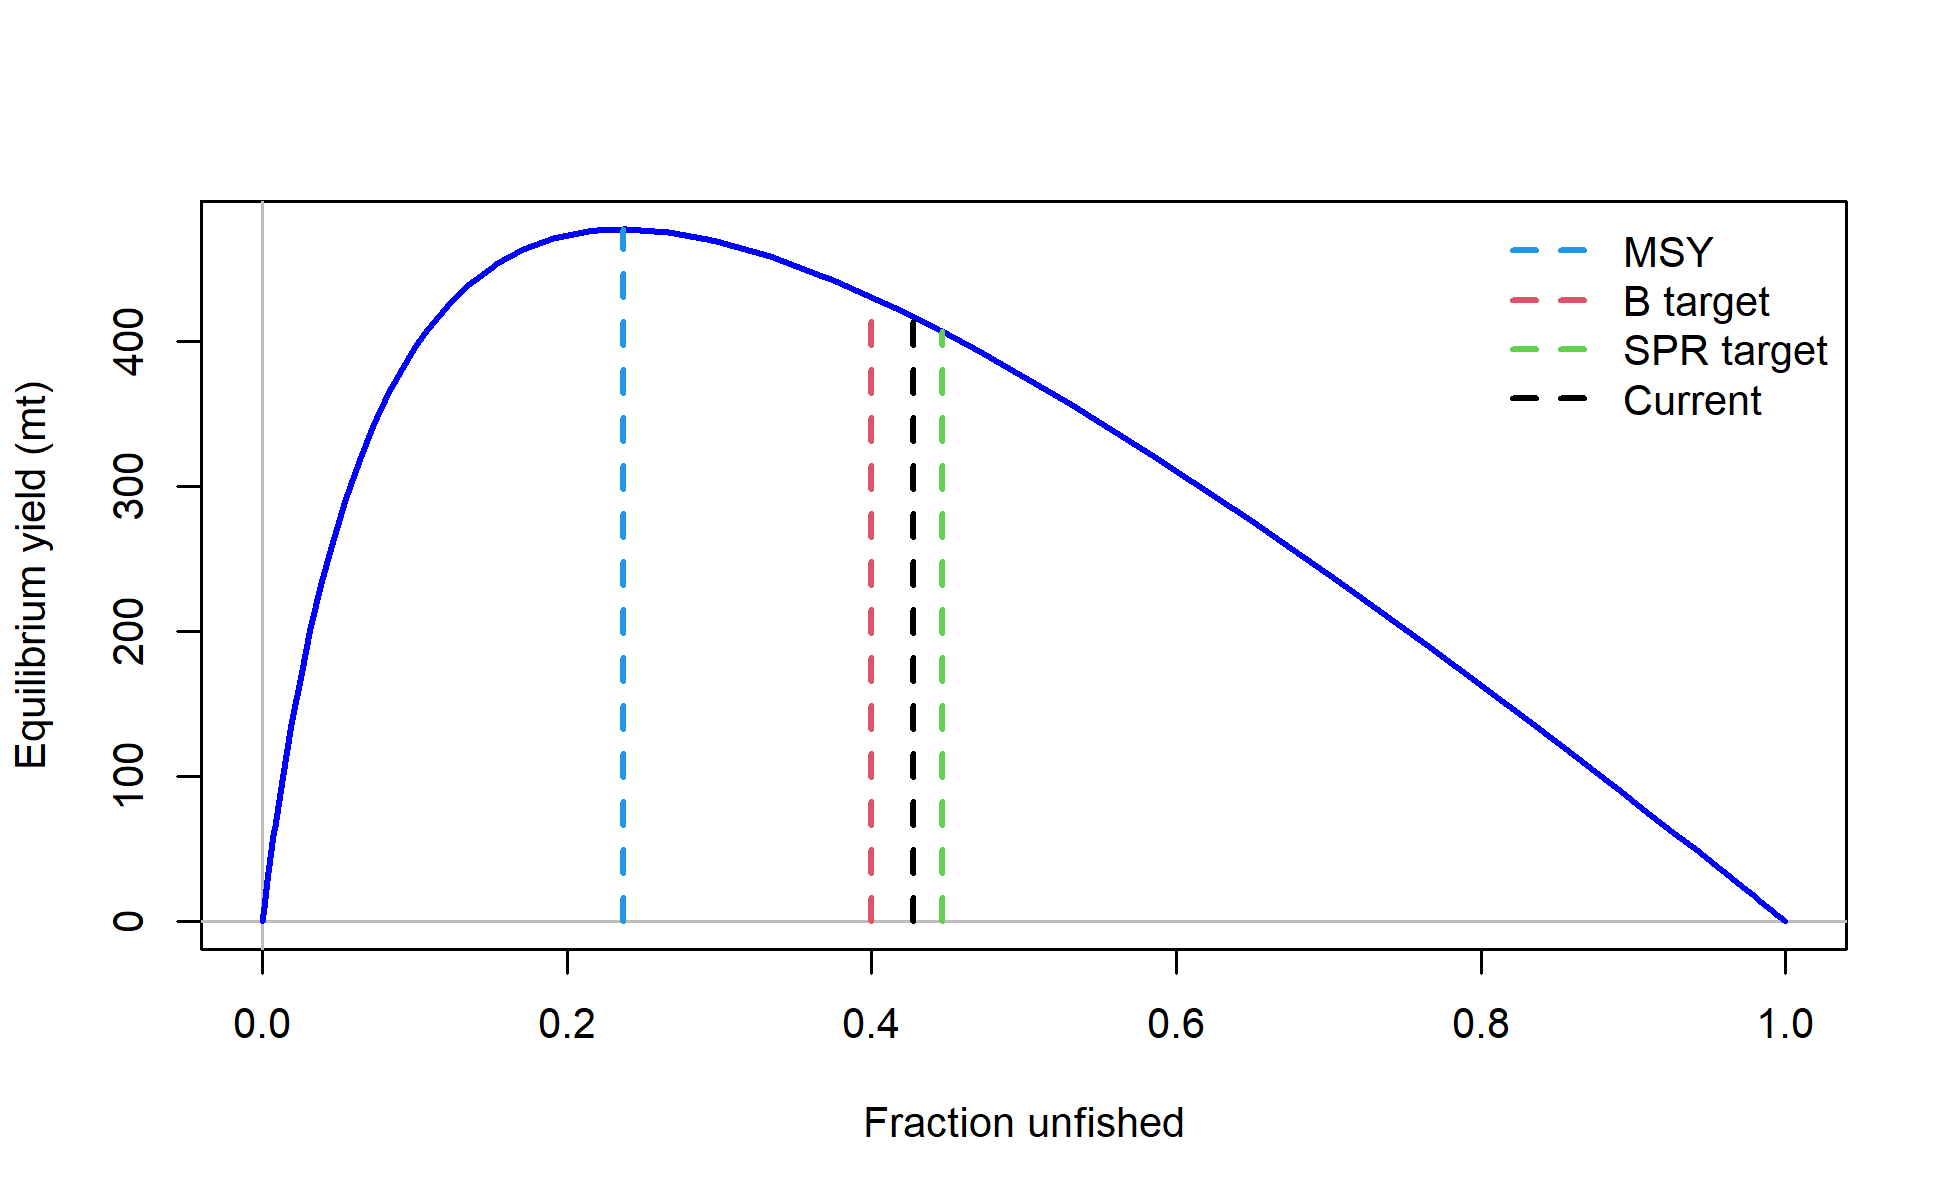 MSY
B target
SPR target
Current
Equilibrium yield (mt)
400
300
200
100
0
0.0 0.2 0.4 0.6 0.8 1.0
Fraction unfished